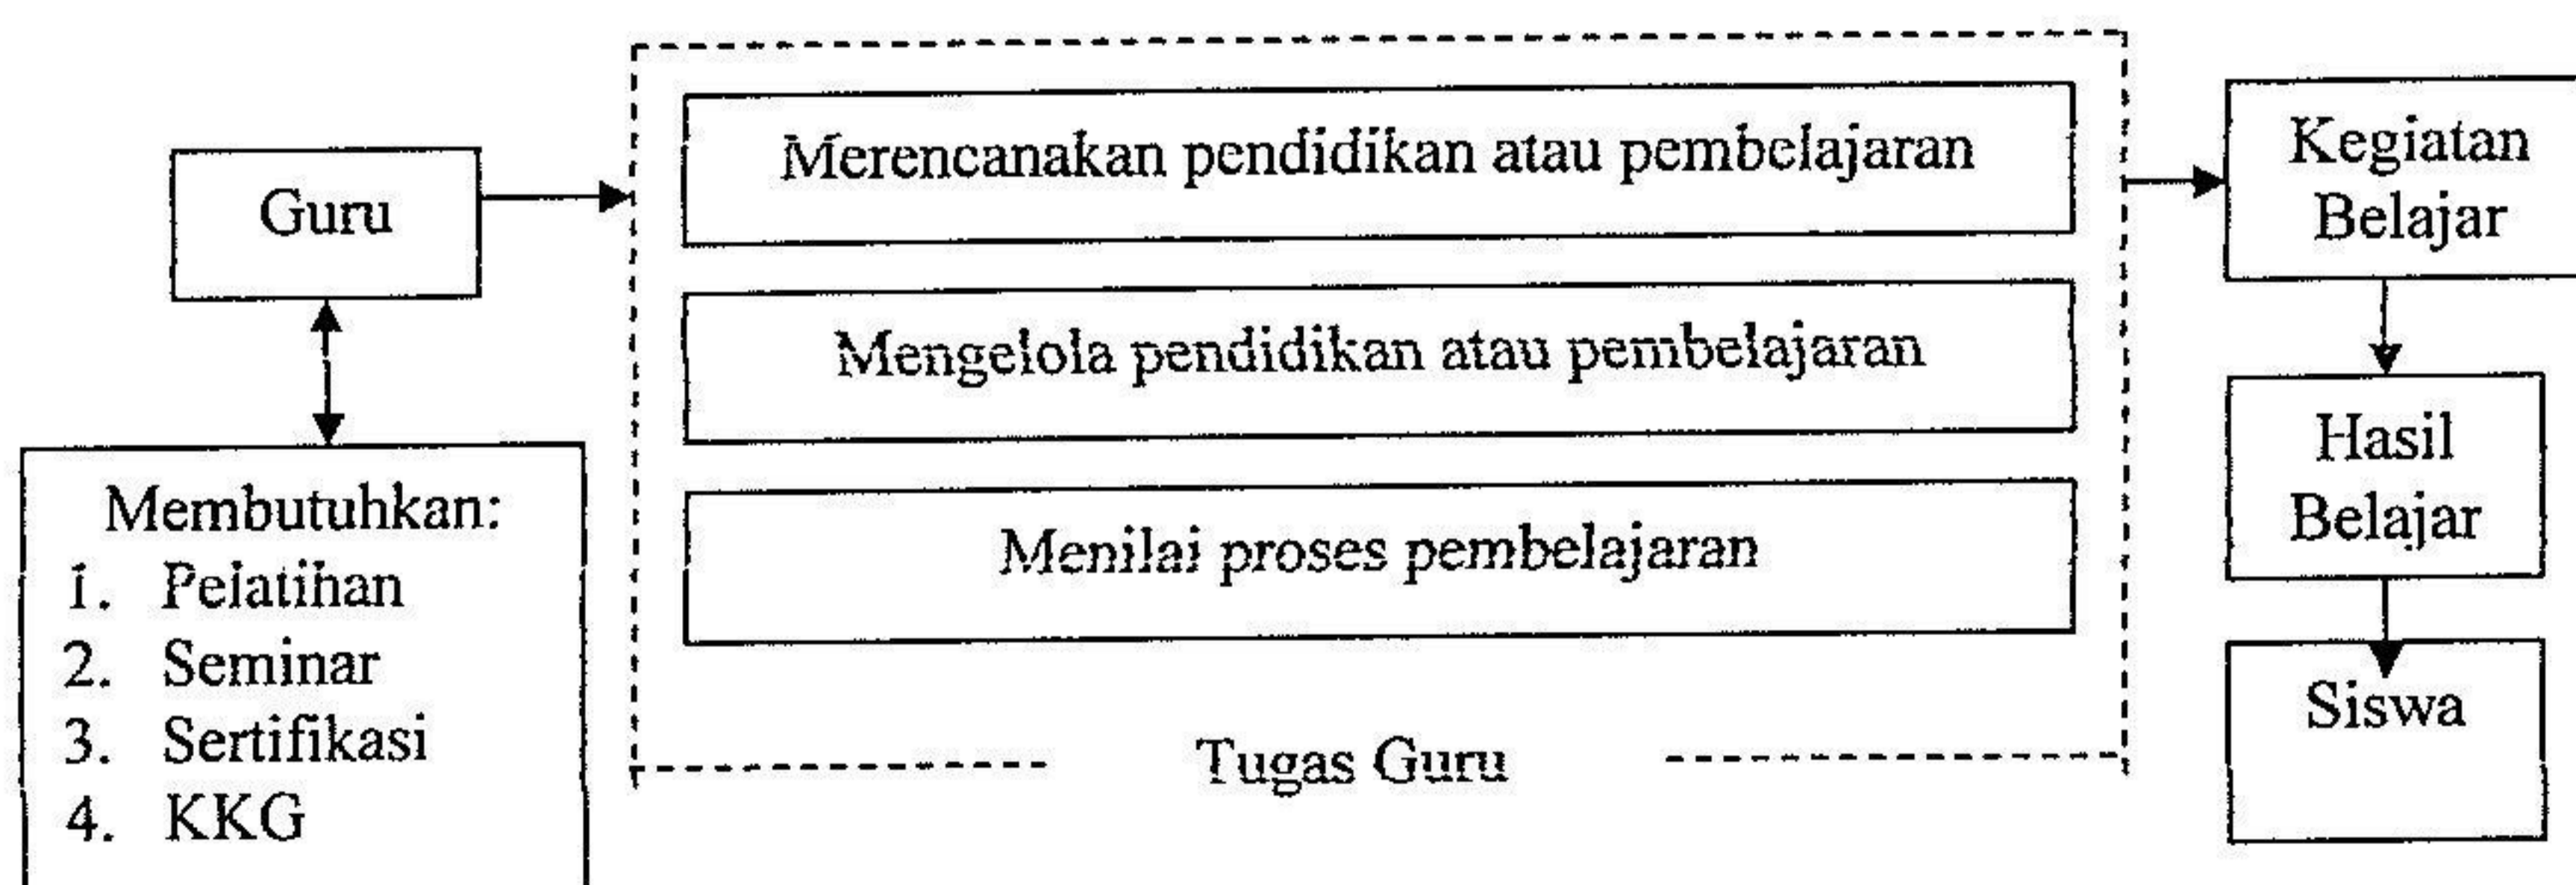 Guru
Membutuhkan:
1. Pelatihan
2. Seminar
3. Sertifikasi
4. KKG
Merencanakan pendidikan atau pembelajaran
Mengelola pendidikan atau pembelajaran
Menilai proses pembelajaran
Tugas Guru
Kegiatan
Belajar
Hasil
Belajar
Siswa